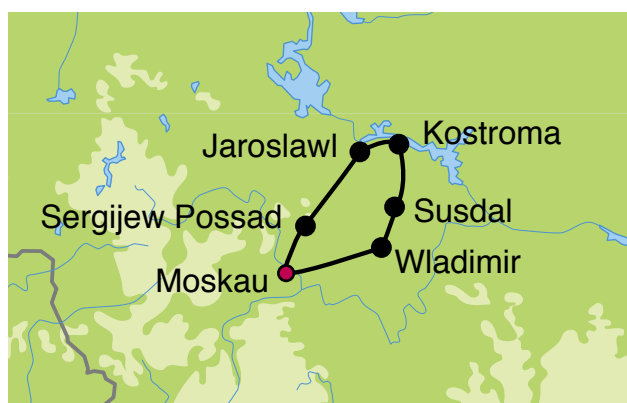 Kostroma
Jaroslawl
Sergijew Possad
Susdal
Wladimir
Moskau